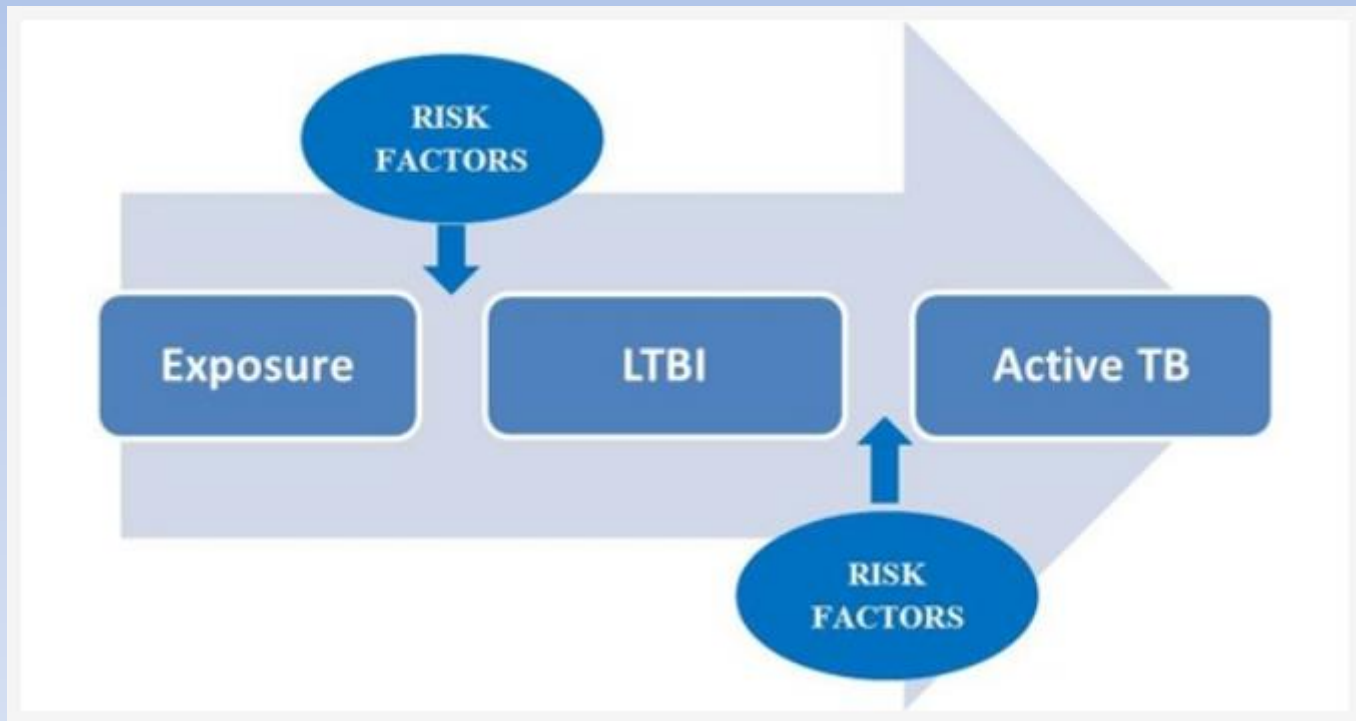 RISK
FACTORS
Exposure
LTBI
Active TB
RISK
FACTORS